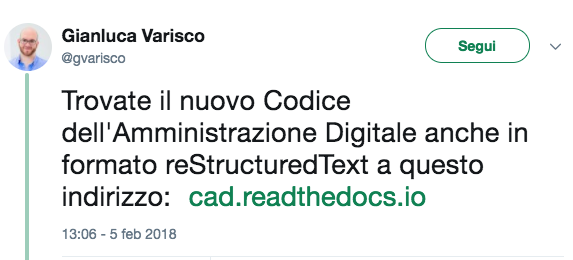 Gianluca Varisco
@gvarisco
Segui
Trovate il nuovo Codice
dell'Amministrazione Digitale anche in
formato reStructuredText a questo
indirizzo: cad.readthedocs.io
13:06 - 5 feb 2018